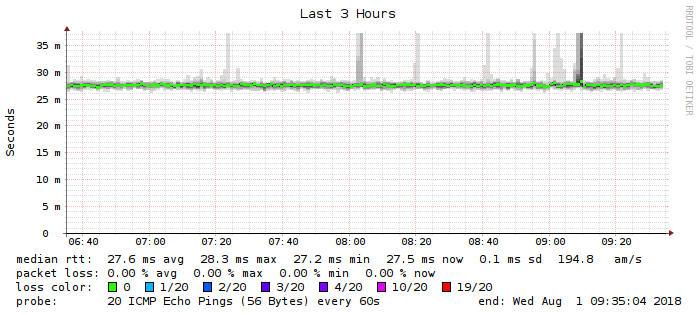 Last 3 Hours
RRDTOOL / TOBI OETIKER
Seconds
35 m
30 m
25 m
20 m
15 m
10 m
5 m
0
06:40 07:00 07:20 07:40 08:00 08:20 08:40 09:00 09:20
median rtt: 27.6 ms avg 28.3 ms max 27.2 ms min 27.5 ms now 0.1 ms sd 194.8 am/s
packet loss: 0.00 % avg 0.00 % max 0.00 % min 0.00 % now
loss color: 0 1/20 2/20 3/20 4/20 10/20 19/20
probe: 20 ICMP Echo Pings (56 Bytes) every 60s end: Wed Aug 1 09:35:04 2018